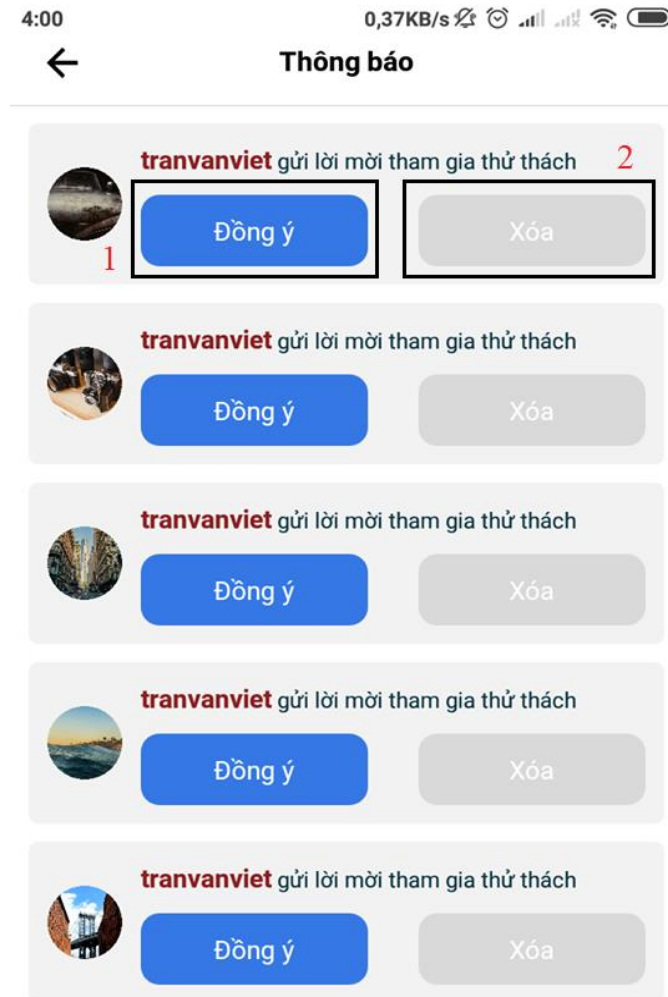 4:00 0,37KB/s
Thông báo
tranvanviet gửi lời mời tham gia thử thách 2
1 Đồng ý Xóa
tranvanviet gửi lời mời tham gia thử thách
Đồng ý Xóa
tranvanviet gửi lời mời tham gia thử thách
Đồng ý Xóa
tranvanviet gửi lời mời tham gia thử thách
Đồng ý Xóa
tranvanviet gửi lời mời tham gia thử thách
Đồng ý Xóa